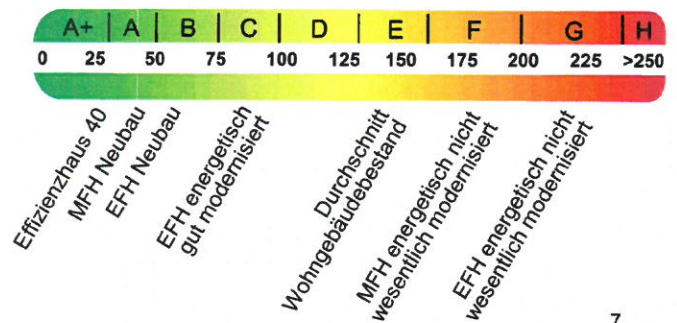 A+ A B C D E F G H
0 25 50 75 100 125 150 175 200 225 >250
Effizienzhaus 40
MFH Neubau
EFH Neubau
EFH energetisch
gut modernisiert
Durchschnitt
Wohngebäudebestand
MFH energetisch nicht
wesentlich modernisiert
EFH energetisch nicht
wesentlich modernisiert
7